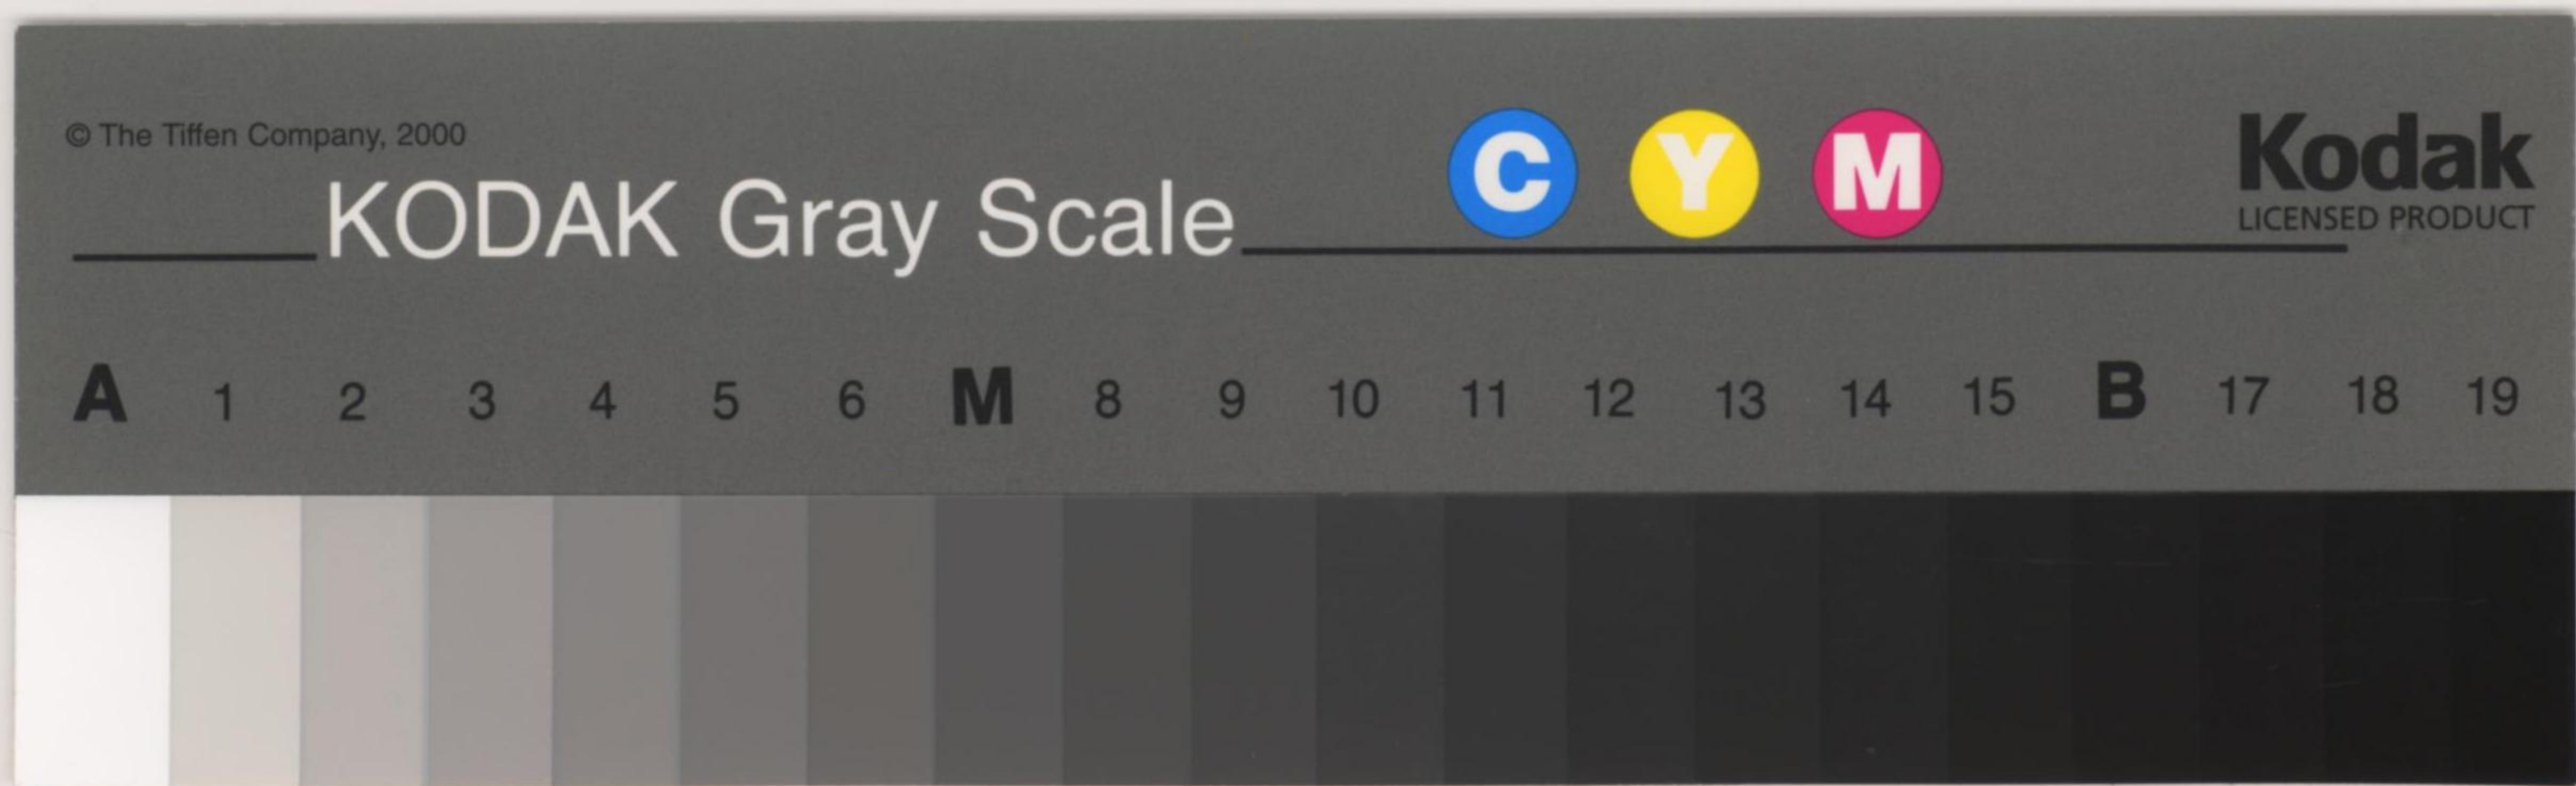 © The Tiffen Company, 2000
KODAK Gray Scale
C Y M
Kodak
LICENSED PRODUCT
A 1 2 3 4 5 6 M 8 9 10 11 12 13 14 15 B 17 18 19